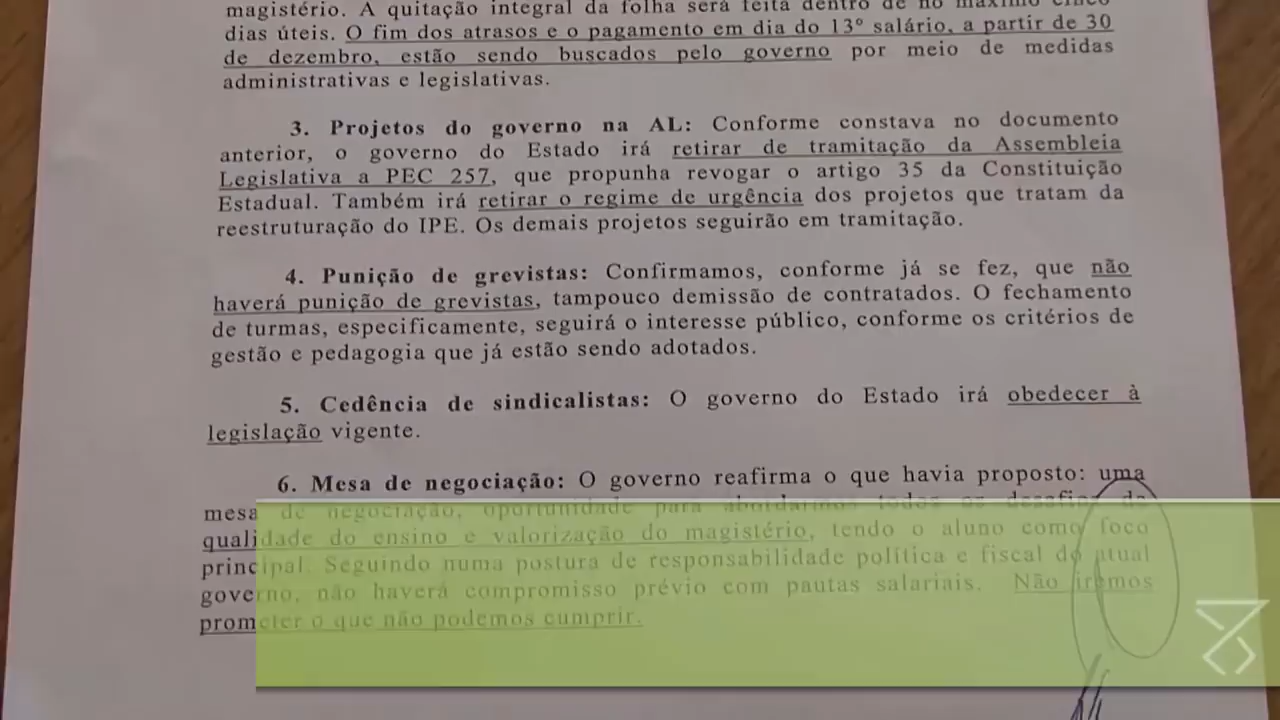 magistério. A quitação integral da folha será feita dentro de no máximo cinco
dias úteis. O fim dos atrasos e o pagamento em dia do 13º salário, a partir de 30
de dezembro, estão sendo buscados pelo governo por meio de medidas
administrativas e legislativas.
3. Projetos do governo na AL: Conforme constava no documento
anterior, o governo do Estado irá retirar de tramitação da Assembleia
Legislativa a PEC 257, que propunha revogar o artigo 35 da Constituição
Estadual. Também irá retirar o regime de urgência dos projetos que tratam da
reestruturação do IPE. Os demais projetos seguirão em tramitação.
4. Punição de grevistas: Confirmamos, conforme já se fez, que não
haverá punição de grevistas, tampouco demissão de contratados. O fechamento
de turmas, especificamente, seguirá o interesse público, conforme os critérios de
gestão e pedagogia que já estão sendo adotados.
5. Cedência de sindicalistas: O governo do Estado irá obedecer à
legislação vigente.
6. Mesa de negociação: O governo reafirma o que havia proposto: uma
mesa de negociação, oportunidade para abordarmos todos os desafios da
qualidade do ensino e valorização do magistério, tendo o aluno como foco
principal. Seguindo numa postura de responsabilidade política e fiscal do atual
governo, não haverá compromisso prévio com pautas salariais. Não iremos
prometer o que não podemos cumprir.